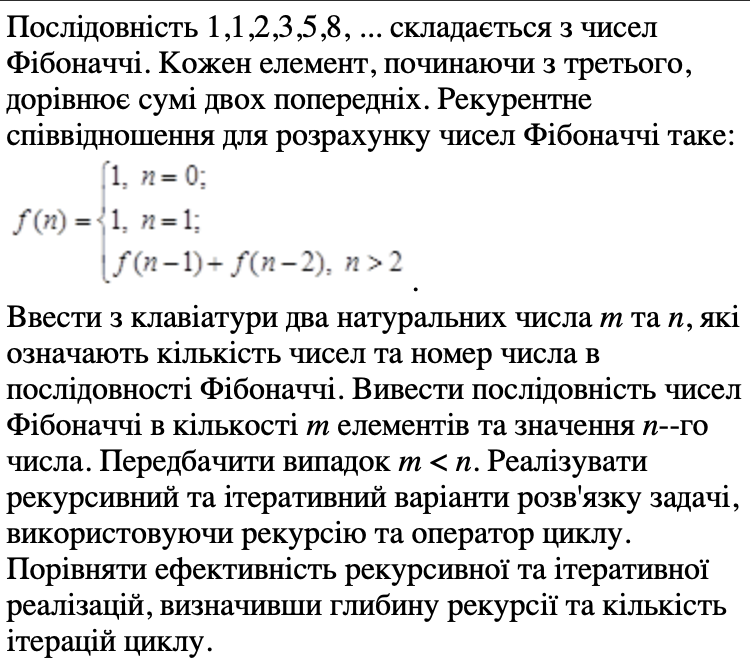 Послідовність 1,1,2,3,5,8, ... складається з чисел
Фібоначчі. Кожен елемент, починаючи з третього,
дорівнює сумі двох попередніх. Рекурентне
співвідношення для розрахунку чисел Фібоначчі таке:
1, n = 0;
f(n) = { 1, n = 1;
f(n−1) + f(n−2), n > 2
.
Ввести з клавіатури два натуральних числа m та n, які
означають кількість чисел та номер числа в
послідовності Фібоначчі. Вивести послідовність чисел
Фібоначчі в кількості m елементів та значення n--го
числа. Передбачити випадок m < n. Реалізувати
рекурсивний та ітеративний варіанти розв'язку задачі,
використовуючи рекурсію та оператор циклу.
Порівняти ефективність рекурсивної та ітеративної
реалізацій, визначивши глибину рекурсії та кількість
ітерацій циклу.